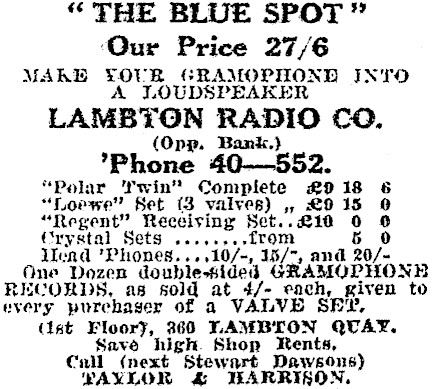 “ THE BLUE SPOT ”
Our Price 27/6
MAKE YOUR GRAMOPHONE INTO
A LOUDSPEAKER
LAMBTON RADIO CO.
(Opp. Bank.)
'Phone 40—552.
“Polar Twin” Complete £9 18 6
“Loewe” Set (3 valves) „ £9 15 0
“Regent” Receiving Set..£10 0 0
Crystal Sets ........from 5 0
Head 'Phones....10/-, 15/-, and 20/-
One Dozen double-sided GRAMOPHONE
RECORDS, as sold at 4/- each, given to
every purchaser of a VALVE SET.
(1st Floor), 360 LAMBTON QUAY.
Save high Shop Rents.
Call (next Stewart Dawsons)
TAYLOR & HARRISON.